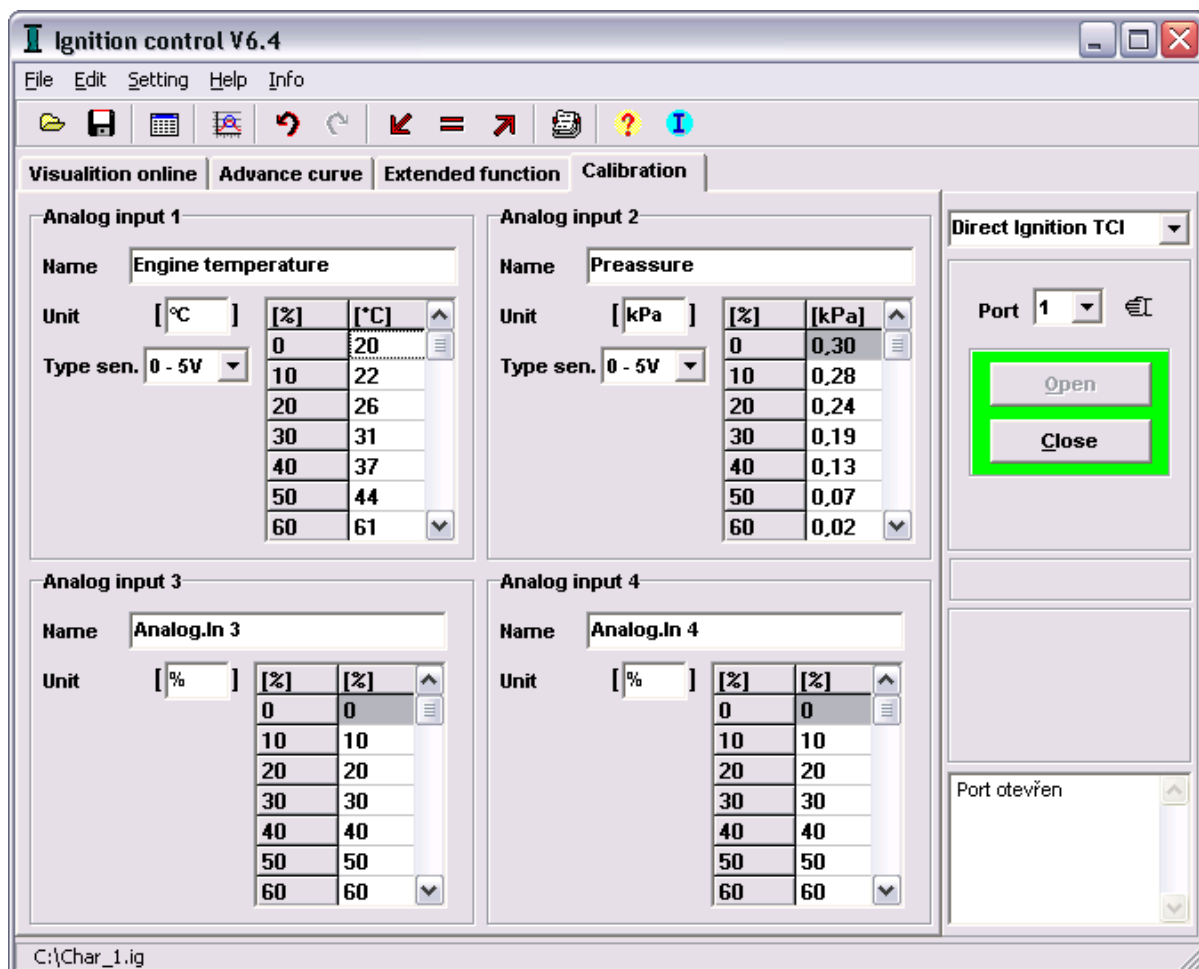 Ignition control V6.4
File Edit Setting Help Info
Visualition online Advance curve Extended function Calibration
Analog input 1
Name Engine temperature
Unit [ °C ]
Type sen. 0 - 5V
[%] [°C]
0 20
10 22
20 26
30 31
40 37
50 44
60 61
Analog input 2
Name Preassure
Unit [ kPa ]
Type sen. 0 - 5V
[%] [kPa]
0 0,30
10 0,28
20 0,24
30 0,19
40 0,13
50 0,07
60 0,02
Analog input 3
Name Analog.In 3
Unit [ % ]
[%] [%]
0 0
10 10
20 20
30 30
40 40
50 50
60 60
Analog input 4
Name Analog.In 4
Unit [ % ]
[%] [%]
0 0
10 10
20 20
30 30
40 40
50 50
60 60
Direct Ignition TCI
Port 1
Open
Close
Port otevřen
C:\Char_1.ig